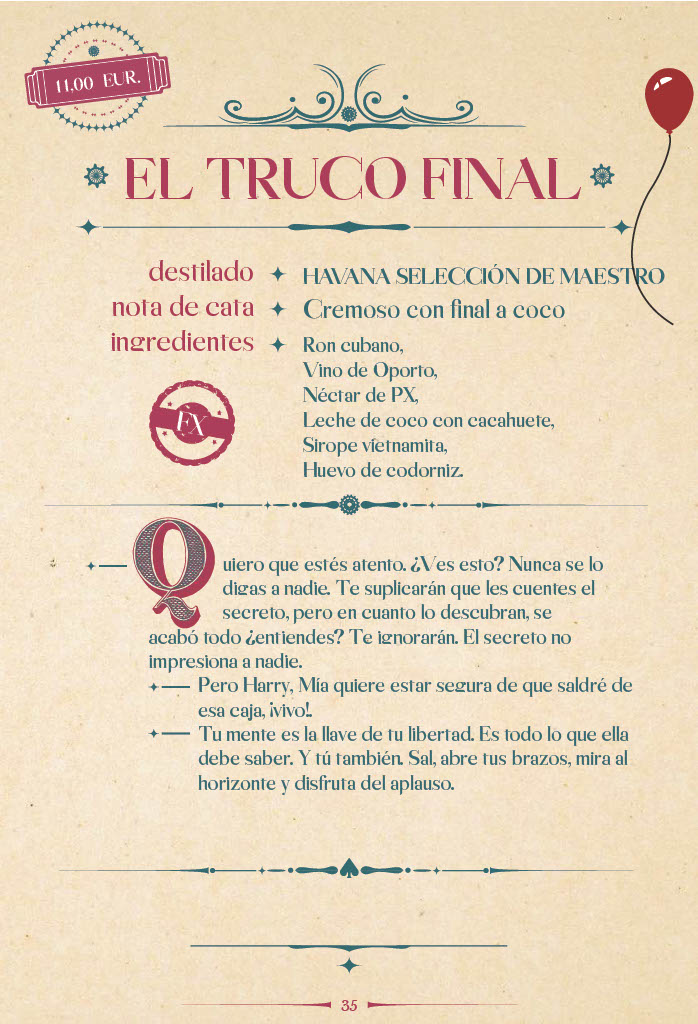 11,00 EUR.
EL TRUCO FINAL
destilado HAVANA SELECCIÓN DE MAESTRO
nota de cata Cremoso con final a coco
ingredientes Ron cubano,
Vino de Oporto,
Néctar de PX,
Leche de coco con cacahuete,
Sirope vietnamita,
Huevo de codorniz.
FX
Quiero que estés atento. ¿Ves esto? Nunca se lo
digas a nadie. Te suplicarán que les cuentes el
secreto, pero en cuanto lo descubran, se
acabó todo ¿entiendes? Te ignorarán. El secreto no
impresiona a nadie.
Pero Harry, Mía quiere estar segura de que saldré de
esa caja, ¡vivo!.
Tu mente es la llave de tu libertad. Es todo lo que ella
debe saber. Y tú también. Sal, abre tus brazos, mira al
horizonte y disfruta del aplauso.
35